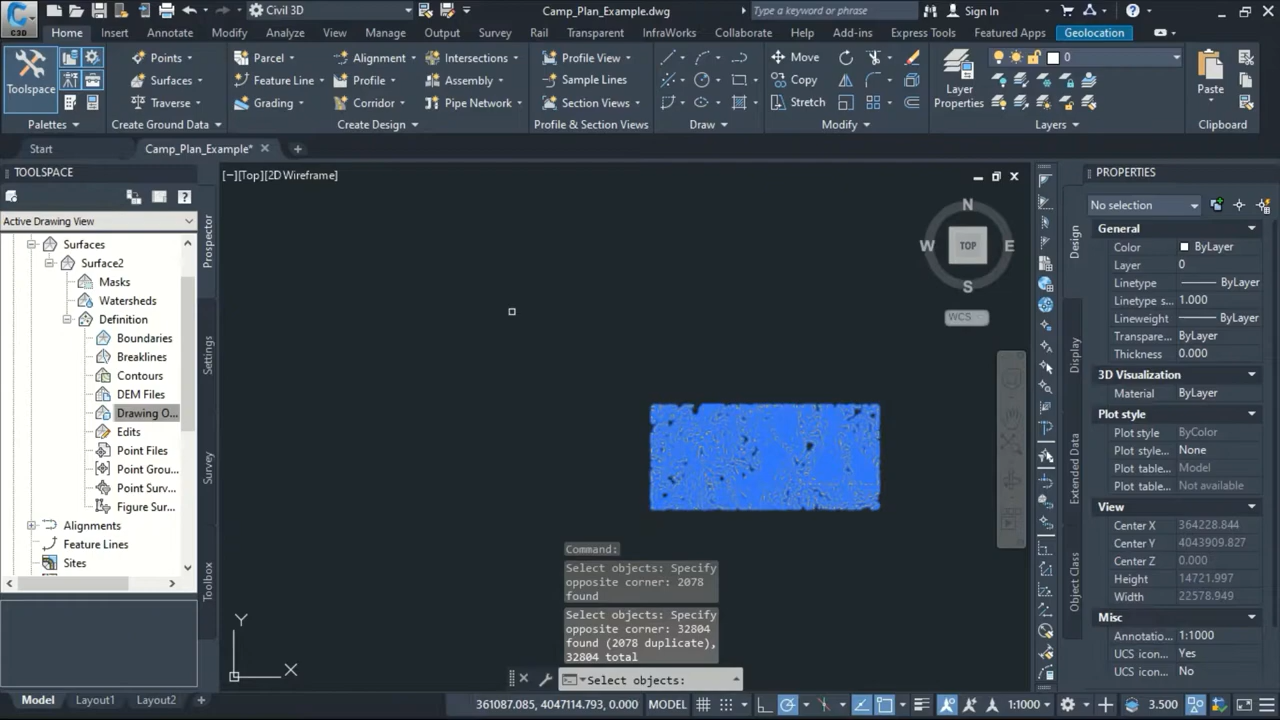 Civil 3D
Camp_Plan_Example.dwg
Type a keyword or phrase
Sign In
C3D
Home Insert Annotate Modify Analyze View Manage Output Survey Rail Transparent InfraWorks Collaborate Help Add-ins Express Tools Featured Apps Geolocation
Toolspace
Points
Surfaces
Traverse
Parcel
Feature Line
Grading
Alignment
Profile
Corridor
Intersections
Assembly
Pipe Network
Profile View
Sample Lines
Section Views
Move
Copy
Stretch
Layer
Properties
0
Paste
Palettes Create Ground Data Create Design Profile & Section Views Draw Modify Layers Clipboard
Start Camp_Plan_Example*
TOOLSPACE
Active Drawing View
Surfaces
Surface2
Masks
Watersheds
Definition
Boundaries
Breaklines
Contours
DEM Files
Drawing O...
Edits
Point Files
Point Grou...
Point Surv...
Figure Sur...
Alignments
Feature Lines
Sites
Prospector
Settings
Survey
Toolbox
[−][Top][2D Wireframe]
N
W TOP E
S
WCS
Y
X
Command:
Select objects: Specify
opposite corner: 2078
found
Select objects: Specify
opposite corner: 32804
found (2078 duplicate),
32804 total
Select objects:
PROPERTIES
No selection
Design
Display
Extended Data
Object Class
General
Color ByLayer
Layer 0
Linetype ByLayer
Linetype s... 1.000
Lineweight ByLayer
Transpare... ByLayer
Thickness 0.000
3D Visualization
Material ByLayer
Plot style
Plot style ByColor
Plot style... None
Plot table... Model
Plot table... Not available
View
Center X 364228.844
Center Y 4043909.827
Center Z 0.000
Height 14721.997
Width 22578.949
Misc
Annotatio... 1:1000
UCS icon... Yes
UCS icon... No
Model Layout1 Layout2
361087.085, 4047114.793, 0.000 MODEL 1:1000 3.500